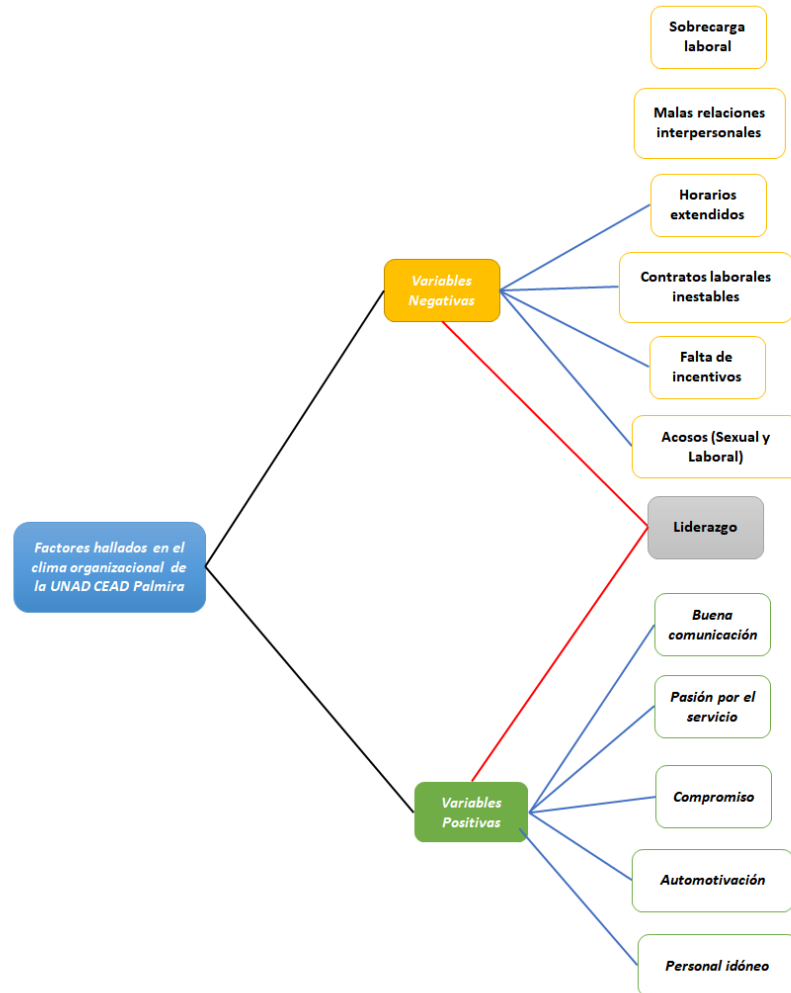 Sobrecarga
laboral
Malas relaciones
interpersonales
Horarios
extendidos
Variables
Negativas
Contratos laborales
inestables
Falta de
incentivos
Acosos (Sexual y
Laboral)
Liderazgo
Factores hallados en el
clima organizacional de
la UNAD CEAD Palmira
Buena
comunicación
Pasión por el
servicio
Compromiso
Variables
Positivas
Automotivación
Personal idóneo